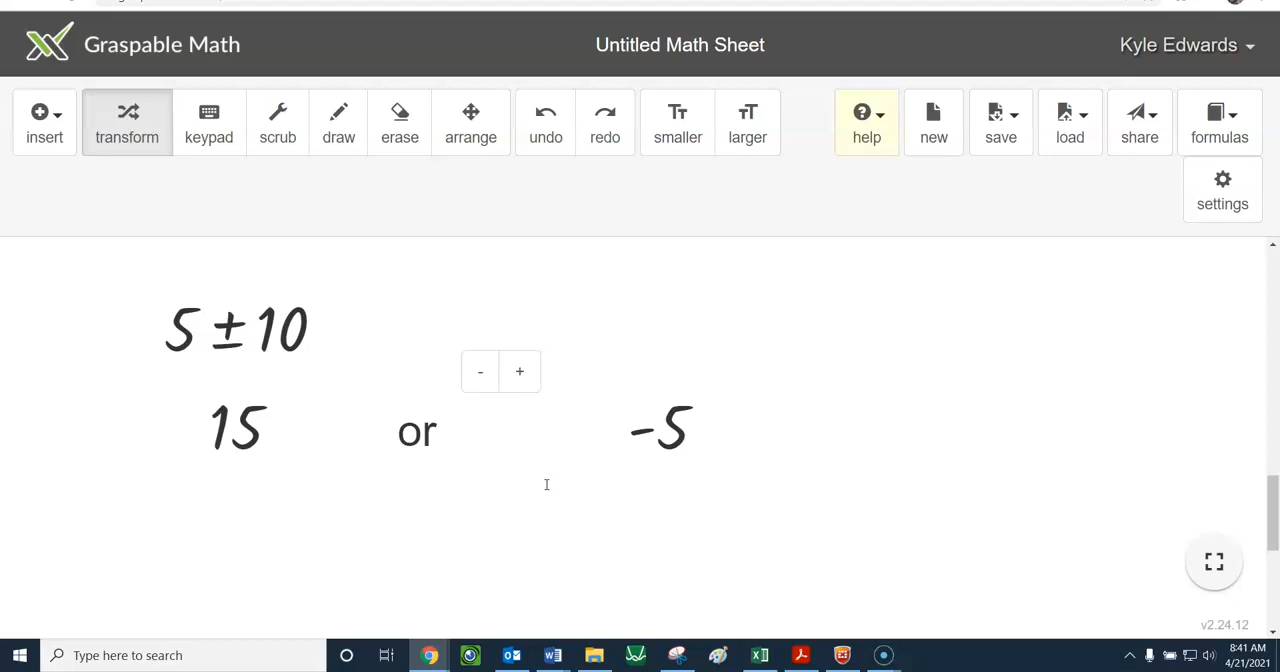 Graspable Math
Untitled Math Sheet
Kyle Edwards
insert
transform
keypad
scrub
draw
erase
arrange
undo
redo
Tт smaller
тT larger
help
new
save
load
share
formulas
settings
5 ± 10
- +
15 or -5
v2.24.12
Type here to search
8:41 AM
4/21/2021